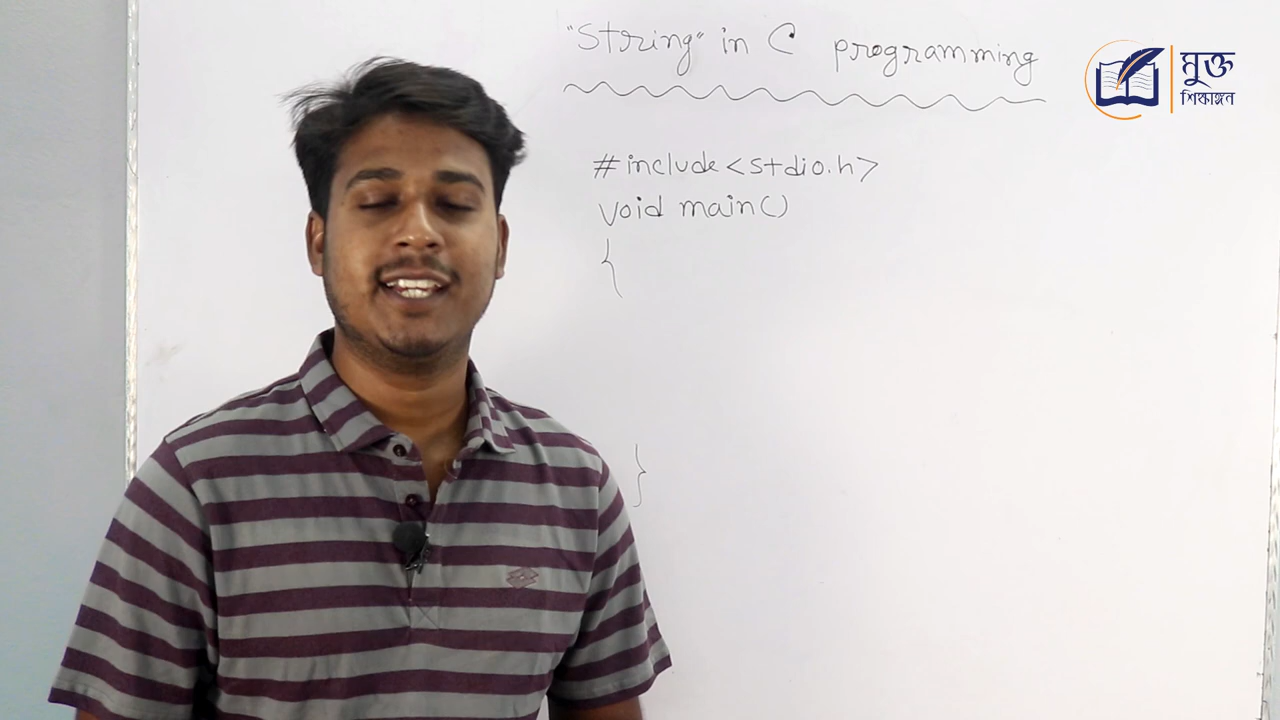 "String" in C programming
মুক্ত
শিক্ষাঙ্গন
#include<stdio.h>
void main()
{
}